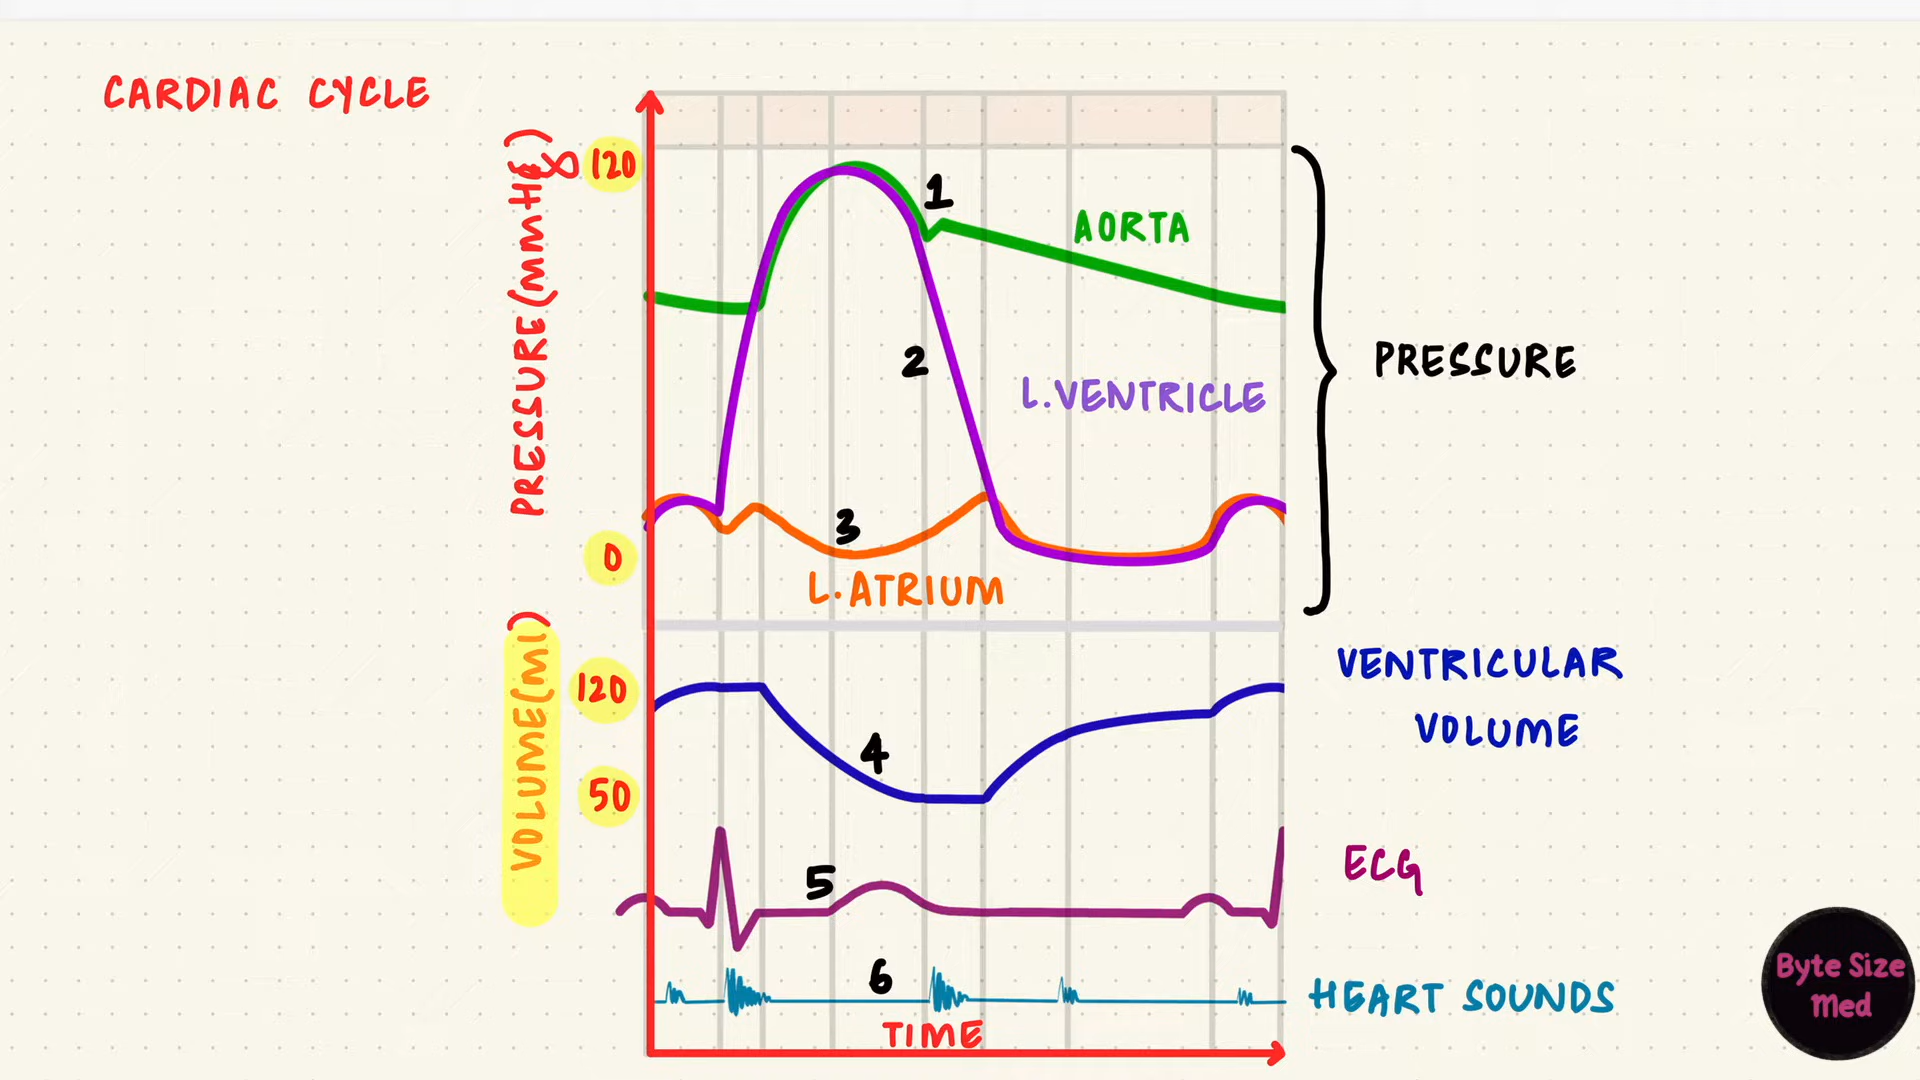 CARDIAC CYCLE
PRESSURE (mmHg)
120
1
AORTA
2
L.VENTRICLE
PRESSURE
3
0
L.ATRIUM
VOLUME(ml)
120
VENTRICULAR
VOLUME
4
50
5
ECG
6
HEART SOUNDS
TIME
Byte Size
Med